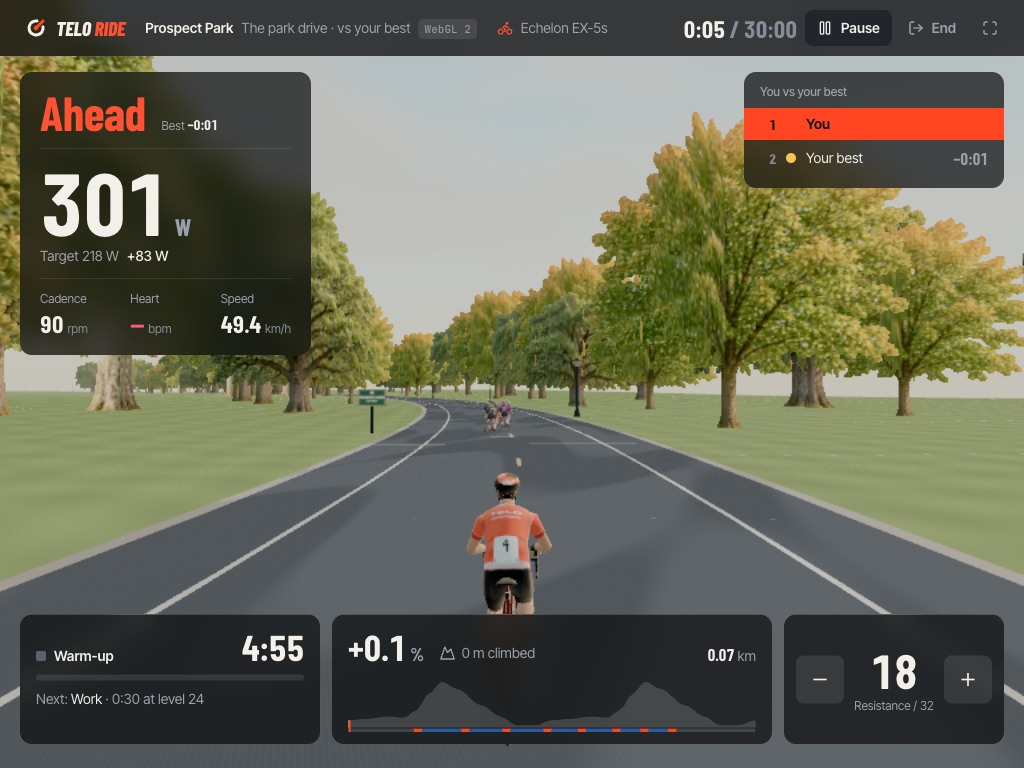 TELO RIDE Prospect Park The park drive · vs your best WebGL 2 Echelon EX-5s 0:05 / 30:00 Pause End
Ahead Best −0:01
301 W
Target 218 W +83 W
Cadence Heart Speed
90 rpm – bpm 49.4 km/h
You vs your best
1 You
2 Your best −0:01
TELO
4
Warm-up 4:55
Next: Work · 0:30 at level 24
+0.1 % 0 m climbed 0.07 km
− 18 +
Resistance / 32